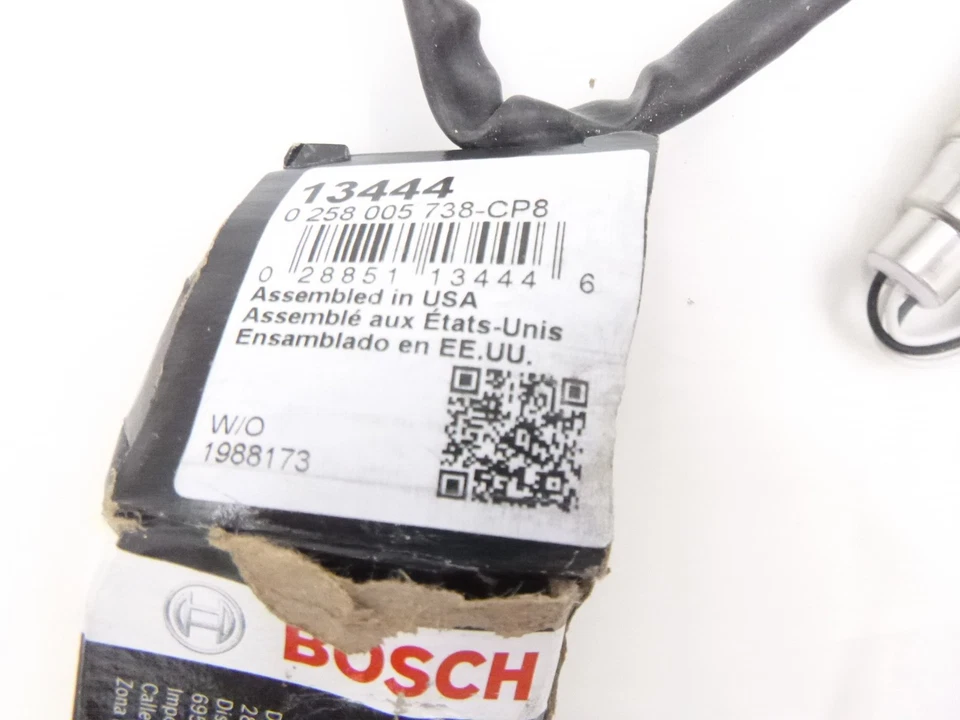 13444
0 258 005 738-CP8
0 28851 13444 6
Assembled in USA
Assemblé aux États-Unis
Ensamblado en EE.UU.
W/O
1988173
BOSCH